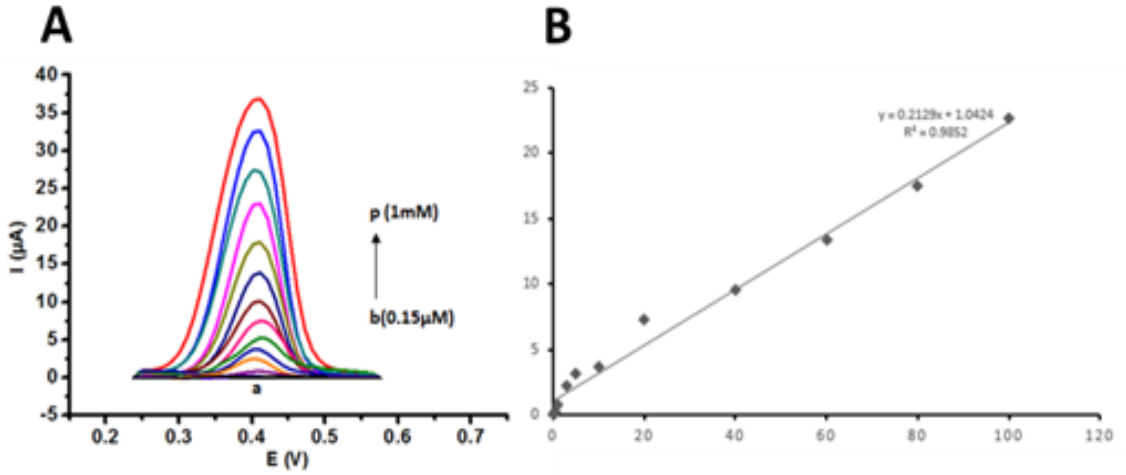 A
B
40
35
30
25
20
15
10
5
0
-5
I (µA)
0.2 0.3 0.4 0.5 0.6 0.7
E (V)
p (1mM)
b(0.15µM)
a
25
20
15
10
5
0
0 20 40 60 80 100 120
y = 0.2129x + 1.0424
R² = 0.9852